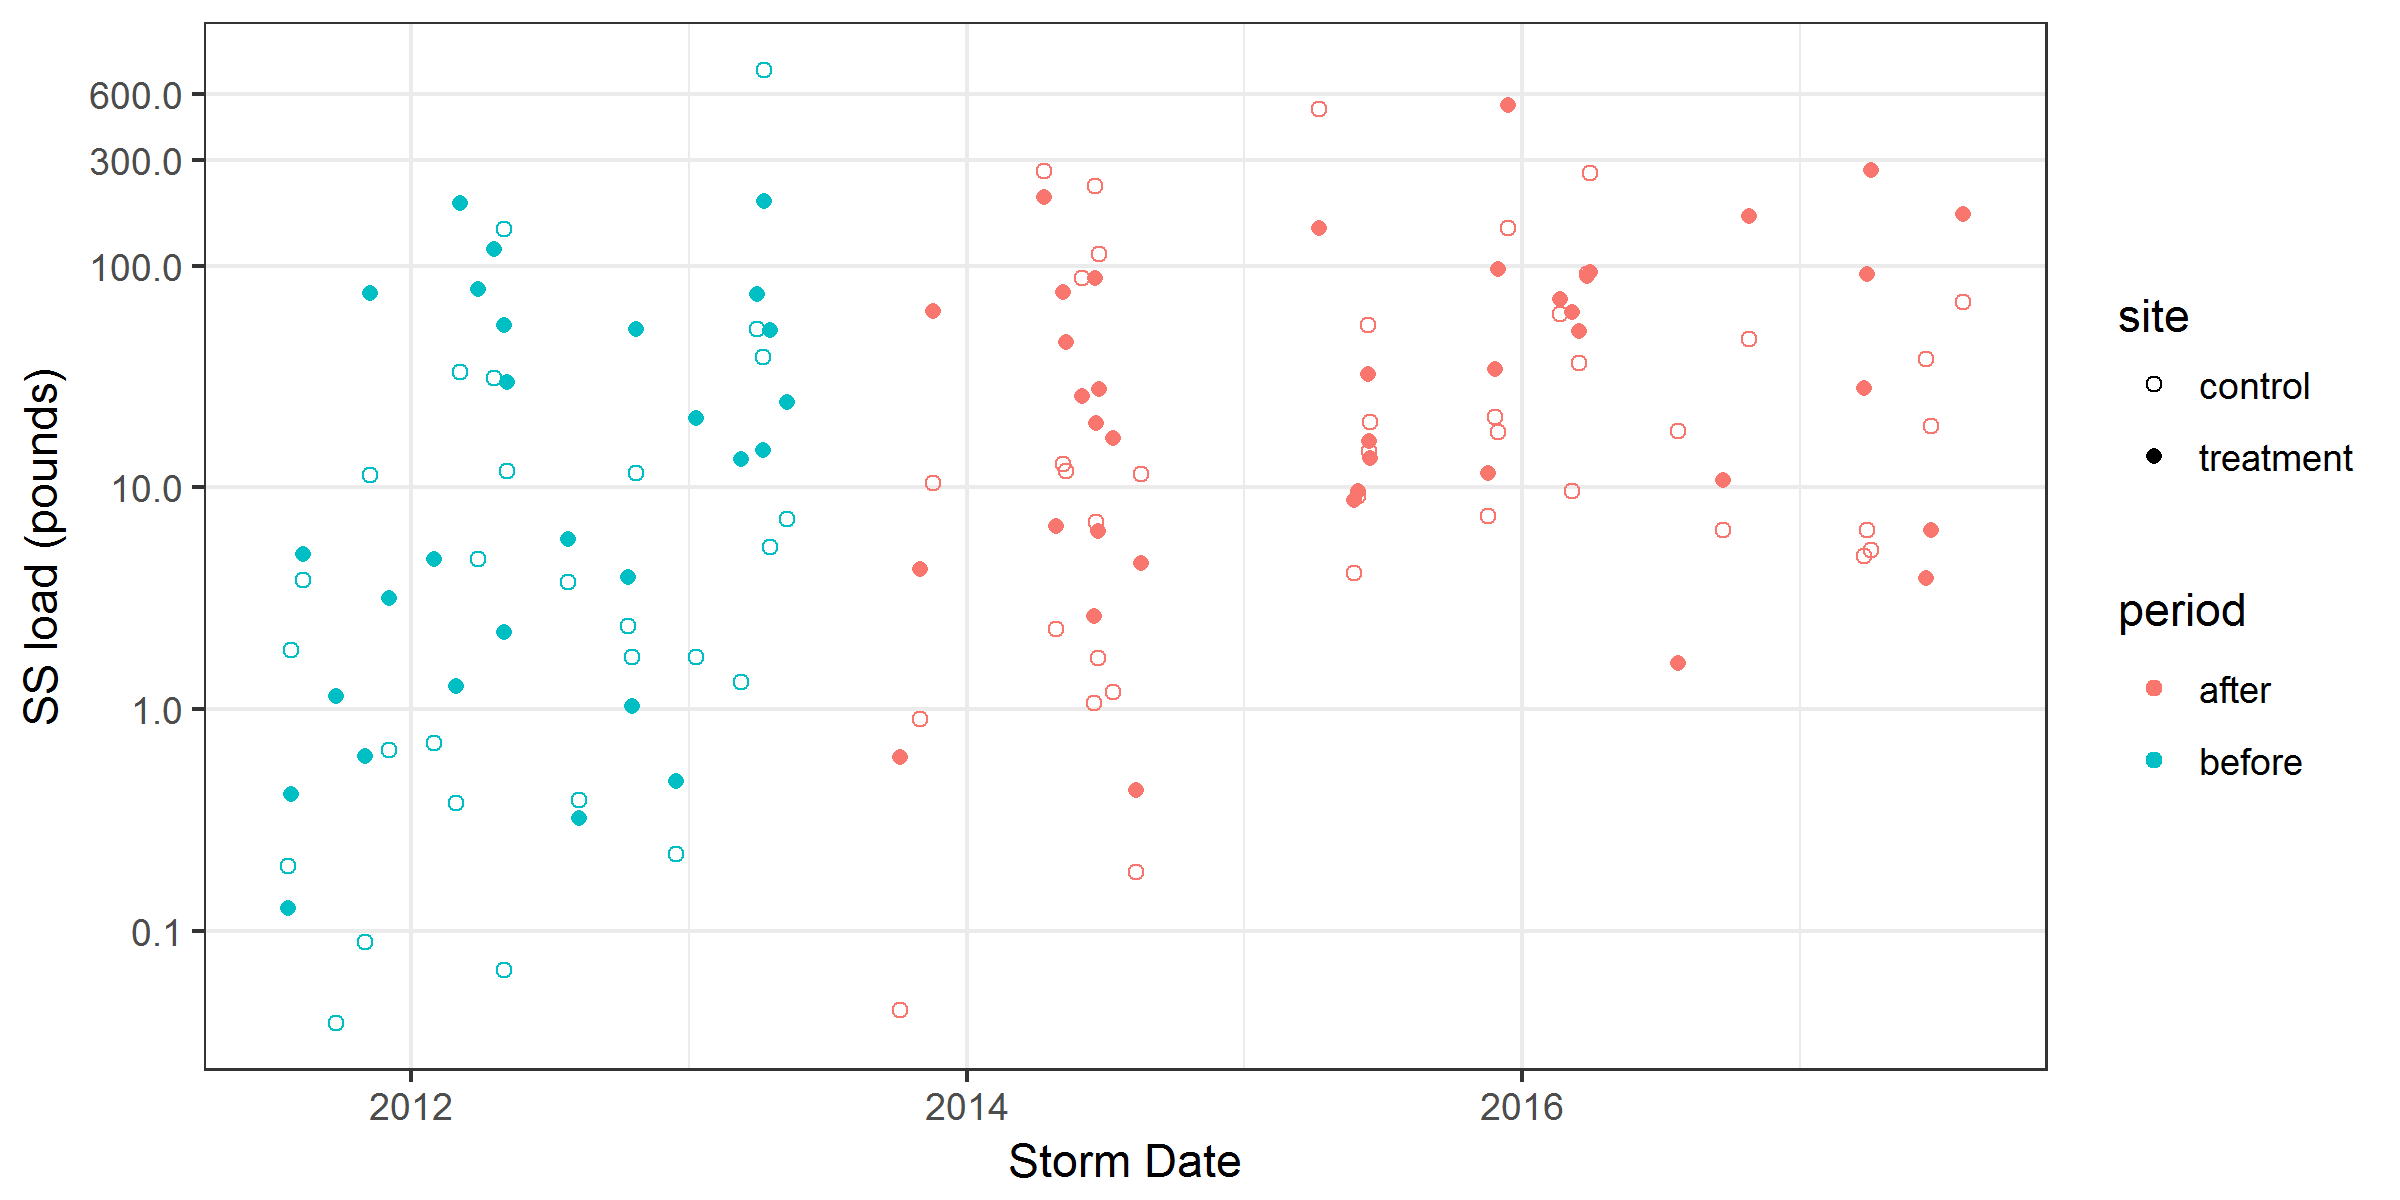 SS load (pounds)
600.0
300.0
100.0
10.0
1.0
0.1
2012
2014
2016
Storm Date
site
control
treatment
period
after
before